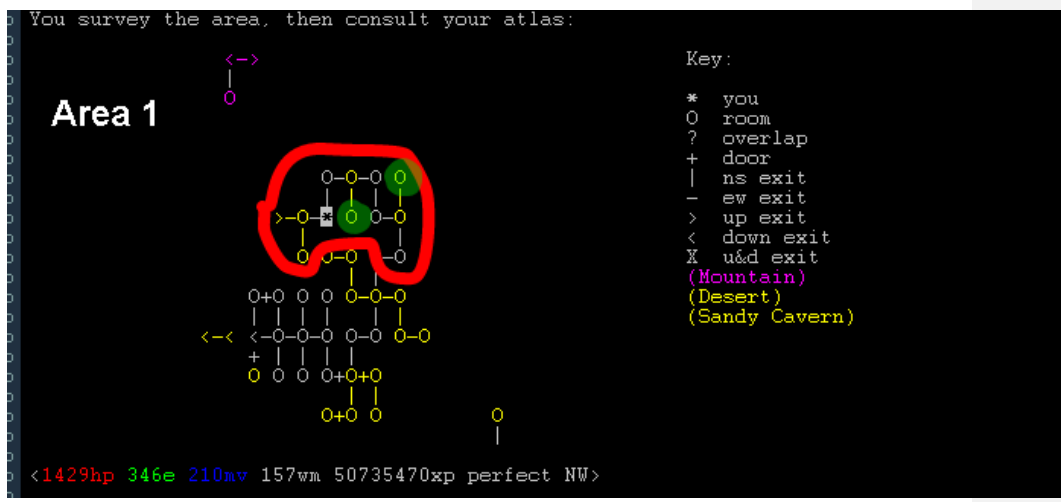 You survey the area, then consult your atlas:
<-> Key:
|
O * you
Area 1 O room
? overlap
+ door
O-O-O O | ns exit
| | | | - ew exit
>-O-* O O-O > up exit
| | < down exit
O O-O -O X u&d exit
| | (Mountain)
O+O O O O-O-O (Desert)
| | | | | | (Sandy Cavern)
<-< <-O-O-O O-O O-O
+ | | | |
O O O O+O+O
| |
O+O O O
|
<1429hp 346e 210mv 157wm 50735470xp perfect NW>